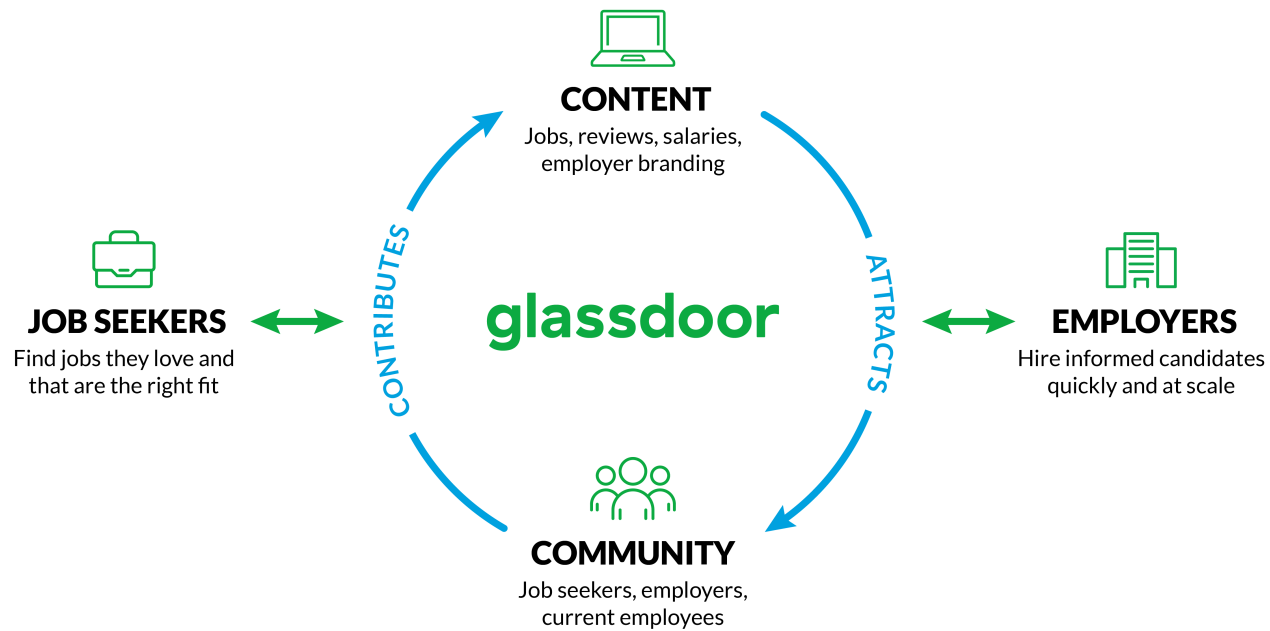 CONTENT
Jobs, reviews, salaries,
employer branding
CONTRIBUTES
ATTRACTS
JOB SEEKERS
Find jobs they love and
that are the right fit
glassdoor
EMPLOYERS
Hire informed candidates
quickly and at scale
COMMUNITY
Job seekers, employers,
current employees